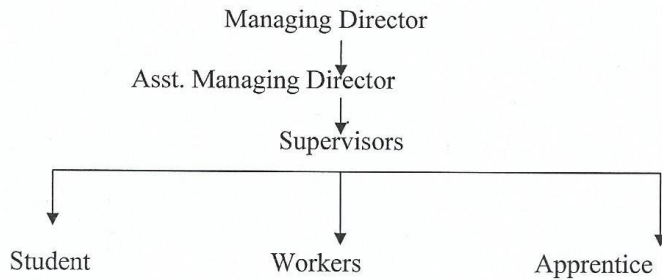 Managing Director
Asst. Managing Director
Supervisors
Student Workers Apprentice